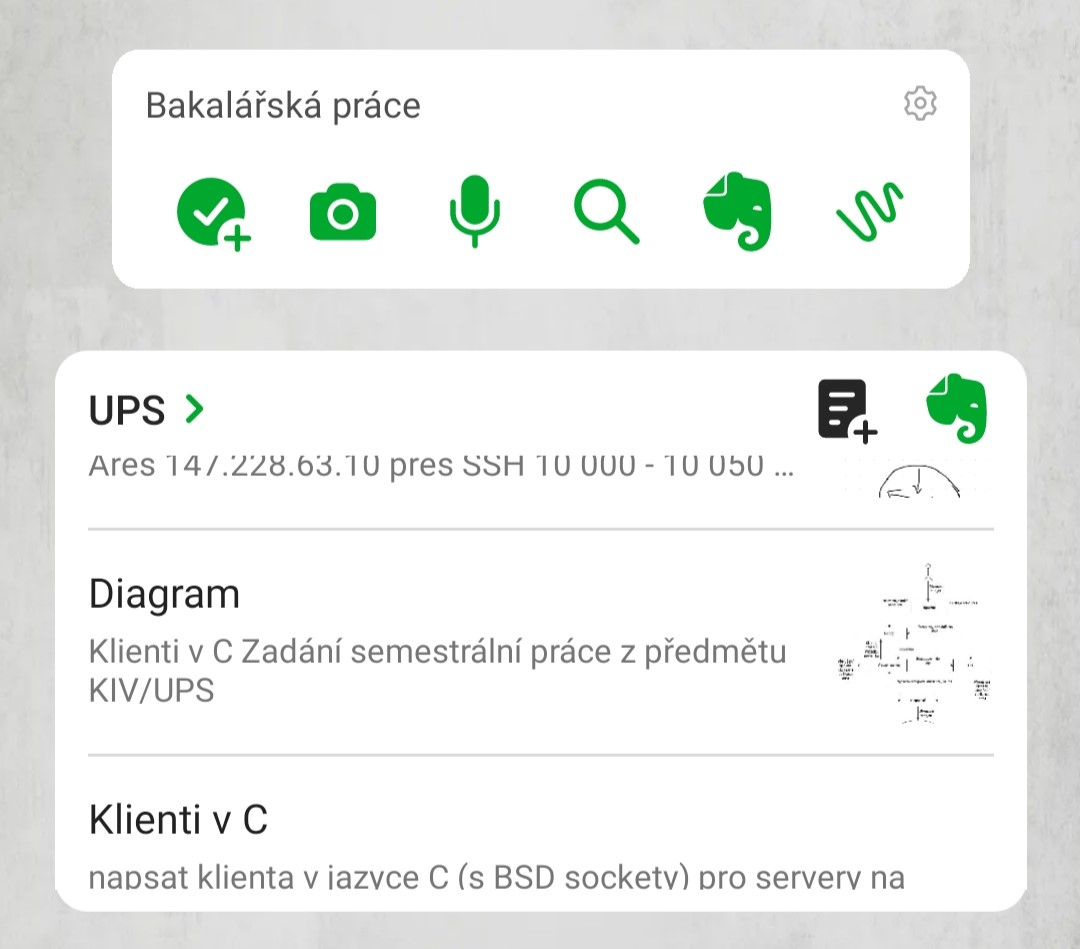 Bakalářská práce
UPS
Ares 147.228.63.10 pres SSH 10 000 - 10 050 ...
Diagram
Klienti v C Zadání semestrální práce z předmětu
KIV/UPS
Klienti v C
napsat klienta v jazyce C (s BSD sockety) pro servery na